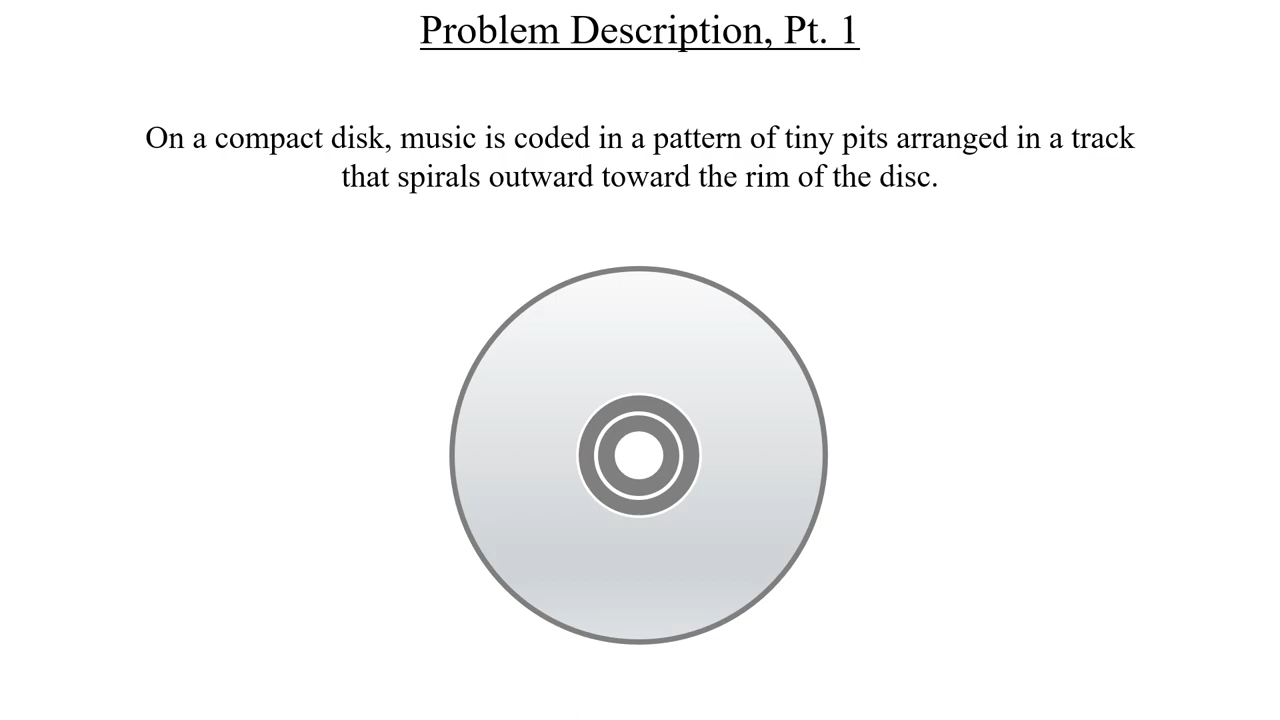 Problem Description, Pt. 1
On a compact disk, music is coded in a pattern of tiny pits arranged in a track
that spirals outward toward the rim of the disc.